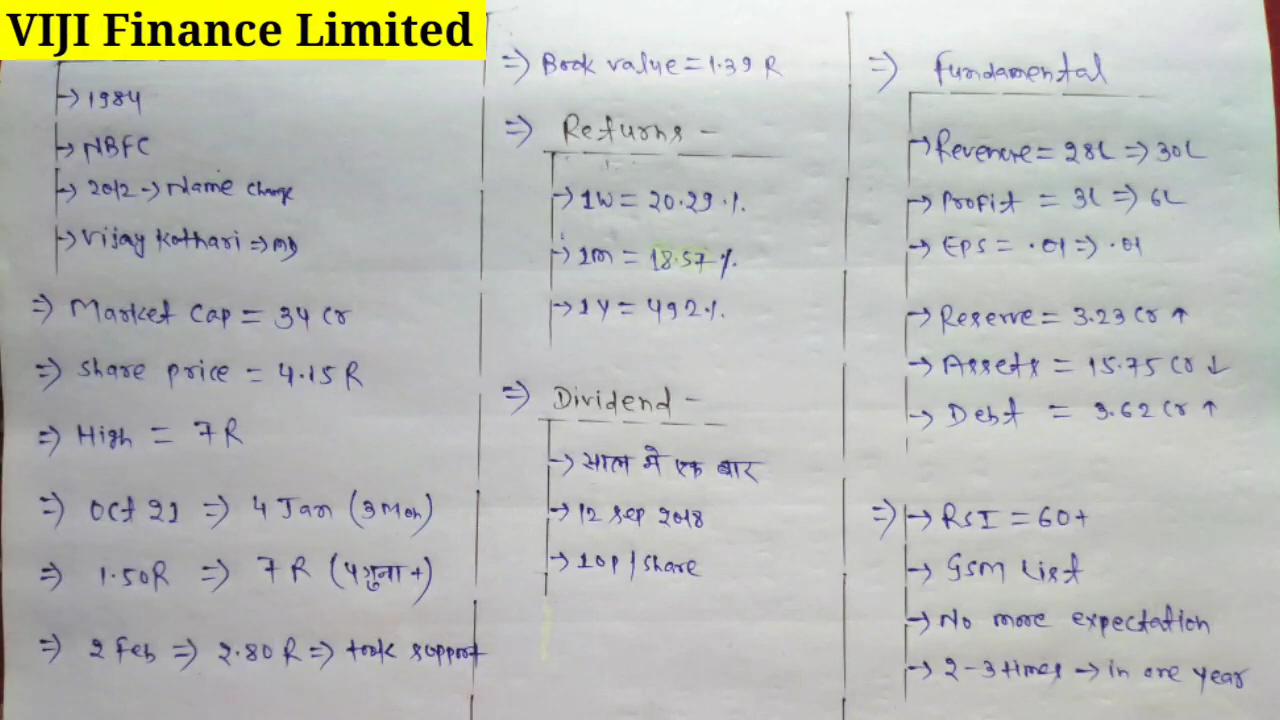 VIJI Finance Limited
→ 1984
→ NBFC
→ 2012 → Name change
→ Vijay Kothari ⇒ MD
⇒ Market Cap = 34 Cr
⇒ Share price = 4.15 R
⇒ High = 7 R
⇒ Oct 21 ⇒ 4 Jan (3 Mon)
⇒ 1.50R ⇒ 7 R (4 गुना +)
⇒ 2 Feb ⇒ 2.80 R ⇒ took support
⇒ Book value = 1.39 R
⇒ Returns -
→ 1W = 20.29 %
→ 1M = 18.57 %
→ 1Y = 492 %
⇒ Dividend -
→ साल मे एक बार
→ 12 Sep 2018
→ 10P / share
⇒ Fundamental
→ Revenue = 28L ⇒ 30L
→ Profit = 3L ⇒ 6L
→ EPS = .01 ⇒ .01
→ Reserve = 3.23 Cr ↑
→ Assets = 15.75 Cr ↓
→ Debt = 3.62 Cr ↑
⇒ → RSI = 60+
→ GSM List
→ No more expectation
→ 2-3 times → in one year